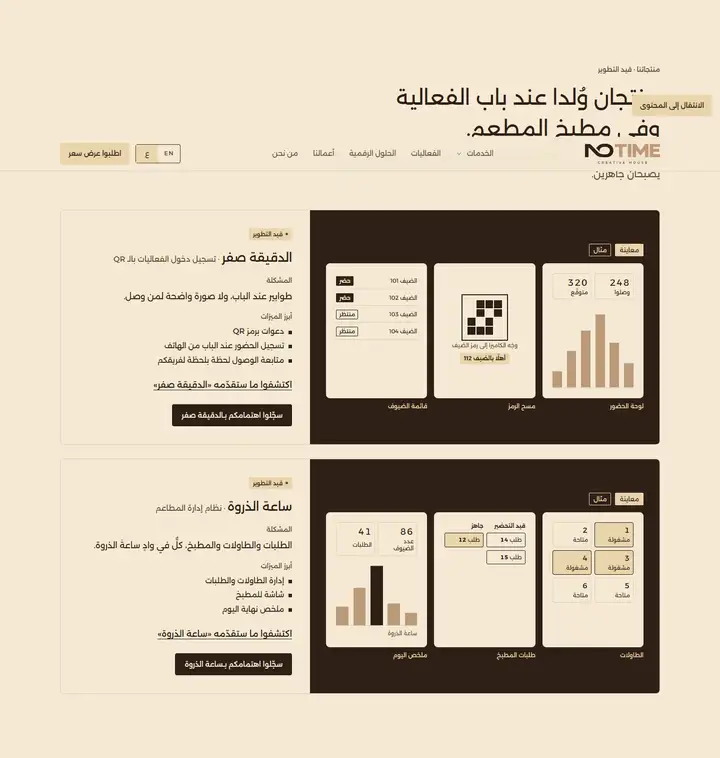 منتجاتنا · قيد التطوير
الانتقال إلى المحتوى
وُلدا عند باب الفعالية
وفي مطبخ المطعم.
NOTIME
CREATIVE HOUSE
الخدمات
الفعاليات
الحلول الرقمية
أعمالنا
من نحن
EN
ع
اطلبوا عرض سعر
يصبحان جاهزين.
معاينة
مثال
248
وصلوا
320
متوقّع
لوحة الحضور
وجّه الكاميرا إلى رمز الضيف
أهلًا بالضيف 112
مسح الرمز
الضيف 101
حضر
الضيف 102
حضر
الضيف 103
منتظر
الضيف 104
منتظر
قائمة الضيوف
قيد التطوير
الدقيقة صفر · تسجيل دخول الفعاليات بالـ QR
المشكلة
طوابير عند الباب، ولا صورة واضحة لمن وصل.
أبرز الميزات
دعوات برمز QR
تسجيل الحضور عند الباب من الهاتف
متابعة الوصول لحظة بلحظة لفريقكم
اكتشفوا ما ستقدّمه «الدقيقة صفر»
سجّلوا اهتمامكم بـالدقيقة صفر
معاينة
مثال
1
مشغولة
2
متاحة
3
مشغولة
4
مشغولة
5
متاحة
6
متاحة
الطاولات
قيد التحضير
جاهز
طلب 14
طلب 12
طلب 15
طلبات المطبخ
86
عدد الضيوف
41
الطلبات
ساعة الذروة
ملخص اليوم
قيد التطوير
ساعة الذروة · نظام إدارة المطاعم
المشكلة
الطلبات والطاولات والمطبخ، كلٌّ في وادٍ ساعةَ الذروة.
أبرز الميزات
إدارة الطاولات والطلبات
شاشة للمطبخ
ملخص نهاية اليوم
اكتشفوا ما ستقدّمه «ساعة الذروة»
سجّلوا اهتمامكم بـساعة الذروة